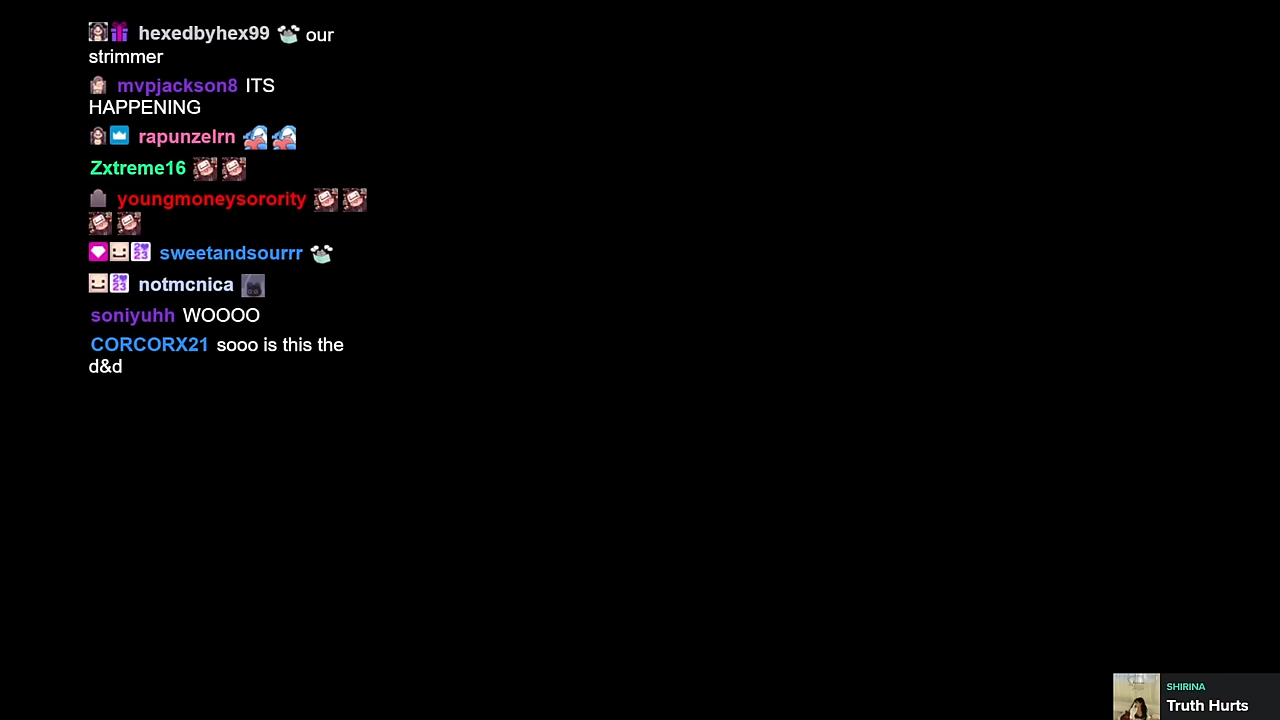 hexedbyhex99 our
strimmer
mvpjackson8 ITS
HAPPENING
rapunzelrn
Zxtreme16
youngmoneysorority
sweetandsourrr
notmcnica
soniyuhh WOOOO
CORCORX21 sooo is this the
d&d
SHIRINA
Truth Hurts